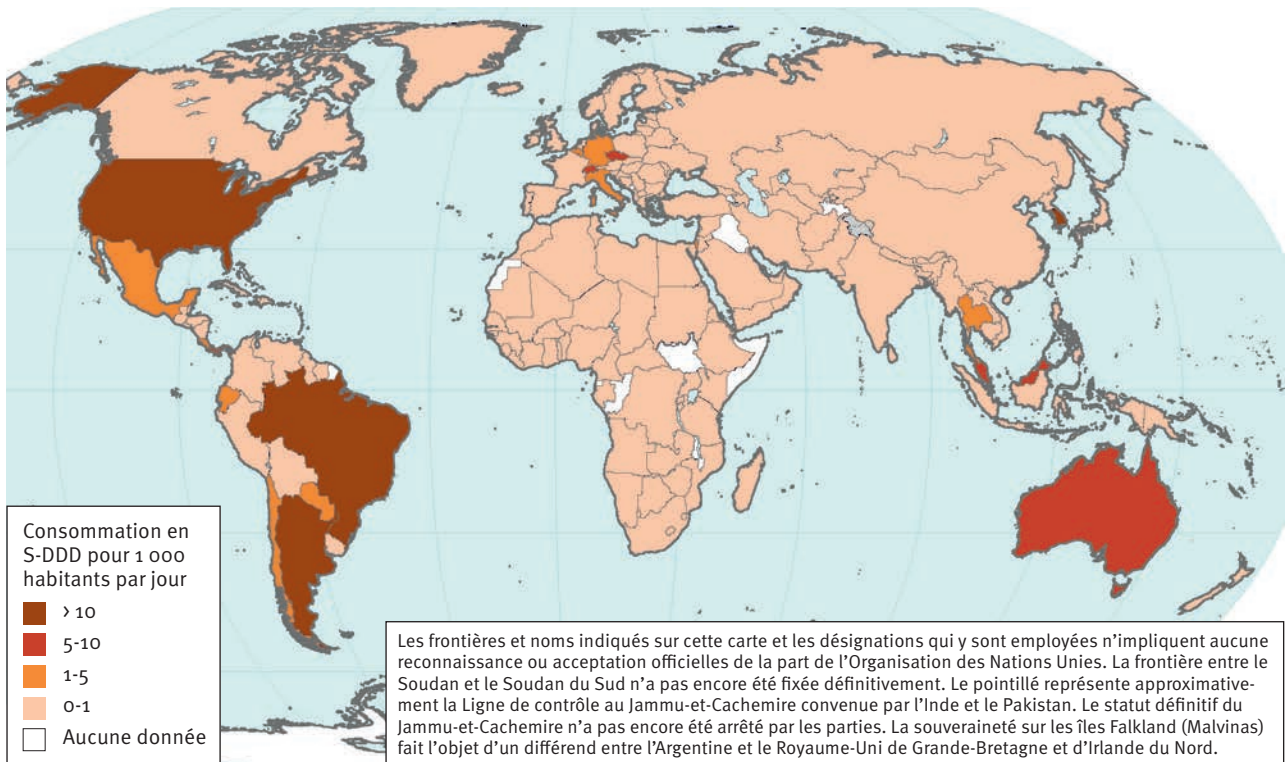 Consommation en
S-DDD pour 1 000
habitants par jour
> 10
5-10
1-5
0-1
Aucune donnée
Les frontières et noms indiqués sur cette carte et les désignations qui y sont employées n’impliquent aucune
reconnaissance ou acceptation officielles de la part de l’Organisation des Nations Unies. La frontière entre le
Soudan et le Soudan du Sud n’a pas encore été fixée définitivement. Le pointillé représente approximative-
ment la Ligne de contrôle au Jammu-et-Cachemire convenue par l’Inde et le Pakistan. Le statut définitif du
Jammu-et-Cachemire n’a pas encore été arrêté par les parties. La souveraineté sur les îles Falkland (Malvinas)
fait l’objet d’un différend entre l’Argentine et le Royaume-Uni de Grande-Bretagne et d’Irlande du Nord.